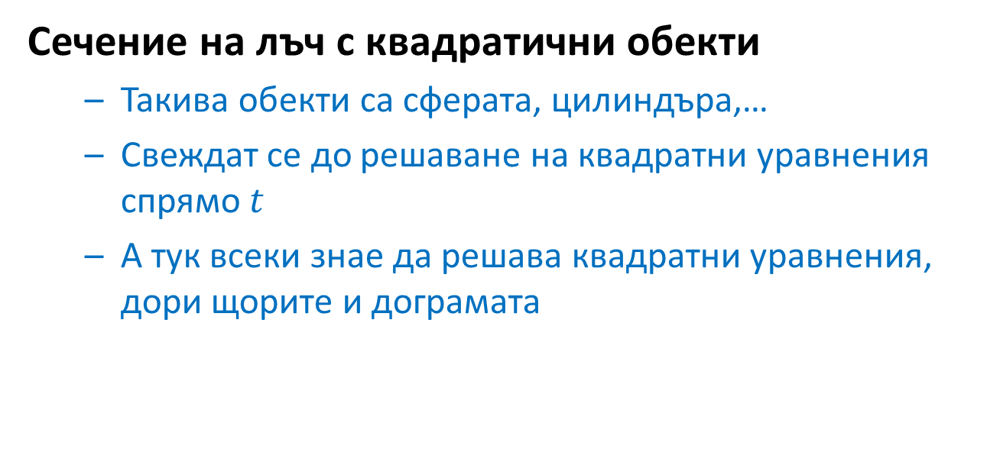 Сечение на лъч с квадратични обекти
– Такива обекти са сферата, цилиндъра,…
– Свеждат се до решаване на квадратни уравнения
спрямо t
– А тук всеки знае да решава квадратни уравнения,
дори щорите и дограмата